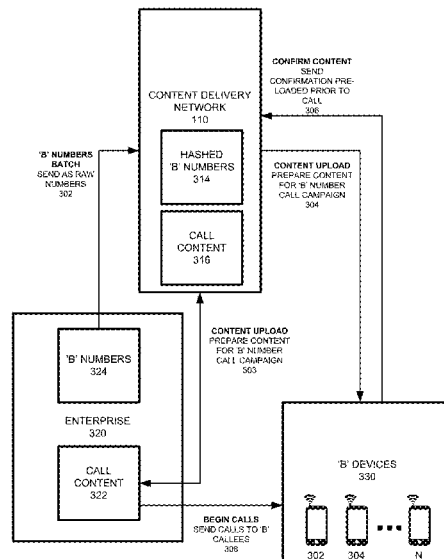 CONTENT DELIVERY
NETWORK
110
HASHED
'B' NUMBERS
314
CALL
CONTENT
316
CONFIRM CONTENT
SEND
CONFIRMATION PRE-
LOADED PRIOR TO
CALL
306
'B' NUMBERS
BATCH
SEND AS RAW
NUMBERS
302
CONTENT UPLOAD
PREPARE CONTENT
FOR 'B' NUMBER
CALL CAMPAIGN
304
CONTENT UPLOAD
PREPARE CONTENT
FOR 'B' NUMBER
CALL CAMPAIGN
303
'B' NUMBERS
324
ENTERPRISE
320
CALL
CONTENT
322
BEGIN CALLS
SEND CALLS TO 'B'
CALLEES
308
'B' DEVICES
330
302 304 N